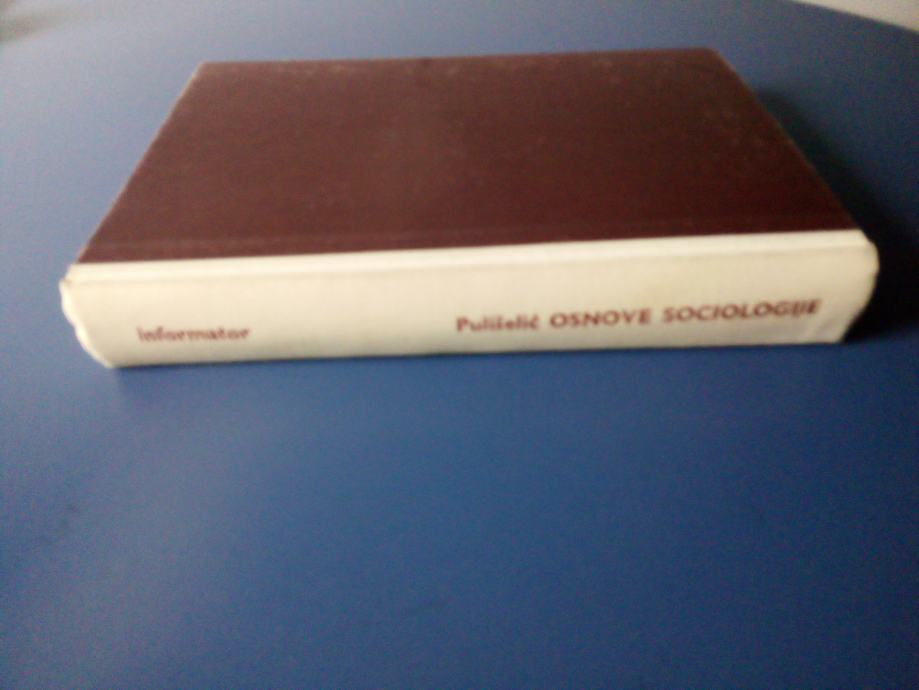 informator
Pulišelić OSNOVE SOCIOLOGIJE